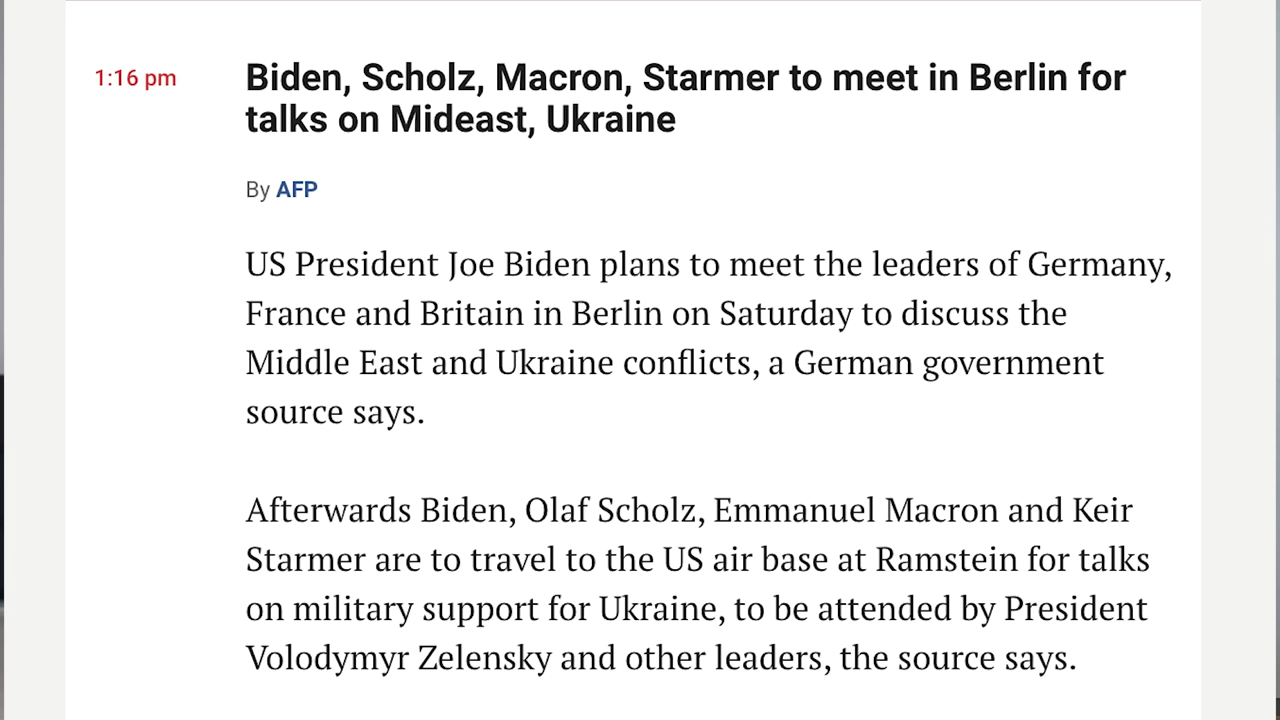 1:16 pm
Biden, Scholz, Macron, Starmer to meet in Berlin for
talks on Mideast, Ukraine
By AFP
US President Joe Biden plans to meet the leaders of Germany,
France and Britain in Berlin on Saturday to discuss the
Middle East and Ukraine conflicts, a German government
source says.
Afterwards Biden, Olaf Scholz, Emmanuel Macron and Keir
Starmer are to travel to the US air base at Ramstein for talks
on military support for Ukraine, to be attended by President
Volodymyr Zelensky and other leaders, the source says.